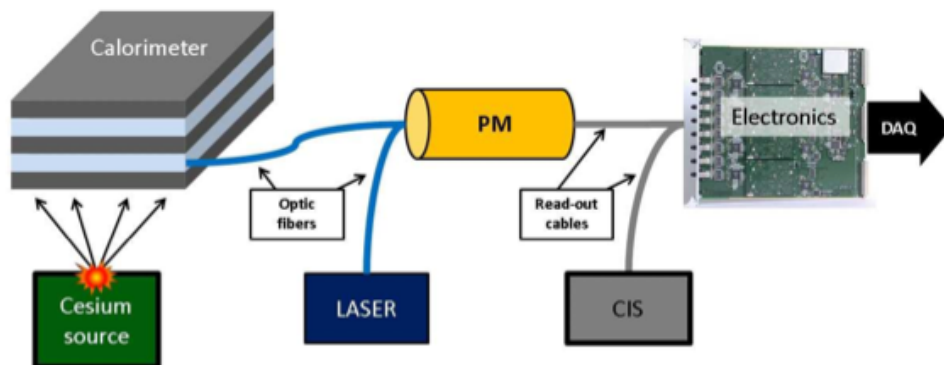 Calorimeter
PM
Electronics
DAQ
Optic
fibers
Read-out
cables
Cesium
source
LASER
CIS